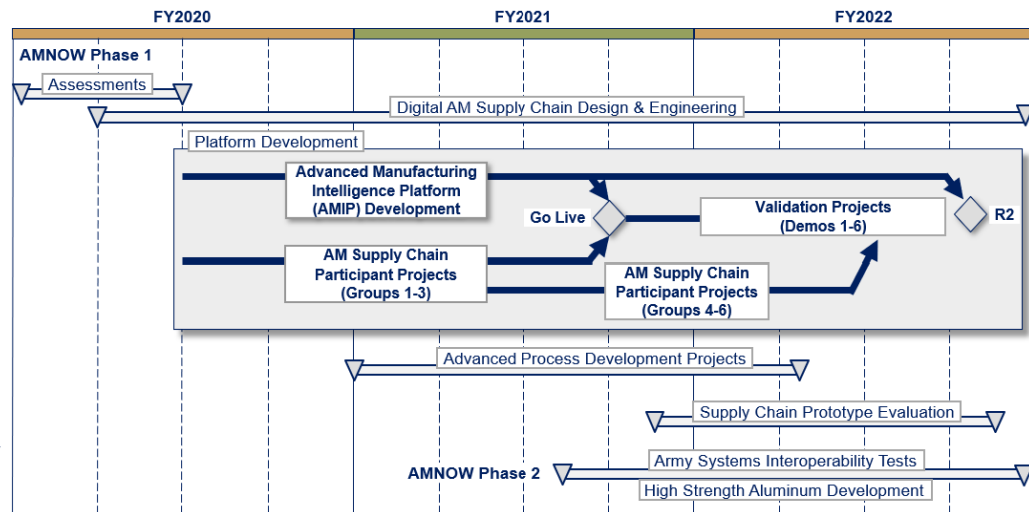 FY2020
FY2021
FY2022
AMNOW Phase 1
Assessments
Digital AM Supply Chain Design & Engineering
Platform Development
Advanced Manufacturing
Intelligence Platform
(AMIP) Development
Go Live
Validation Projects
(Demos 1-6)
R2
AM Supply Chain
Participant Projects
(Groups 1-3)
AM Supply Chain
Participant Projects
(Groups 4-6)
Advanced Process Development Projects
Supply Chain Prototype Evaluation
AMNOW Phase 2
Army Systems Interoperability Tests
High Strength Aluminum Development